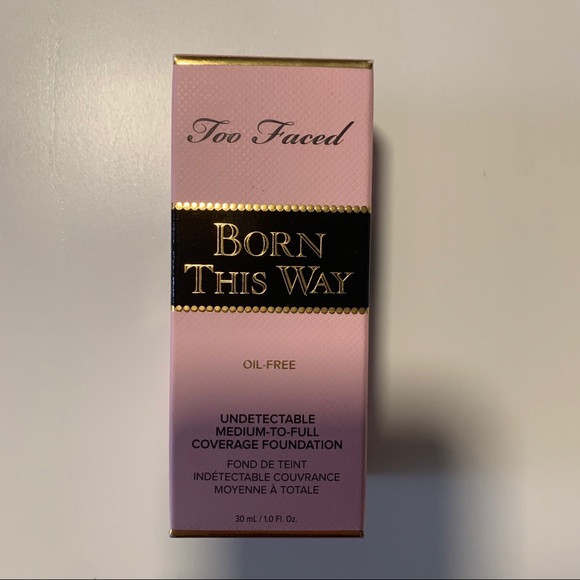 Too Faced
BORN
THIS WAY
OIL-FREE
UNDETECTABLE
MEDIUM-TO-FULL
COVERAGE FOUNDATION
FOND DE TEINT
INDÉTECTABLE COUVRANCE
MOYENNE À TOTALE
30 mL / 1.0 Fl. Oz.